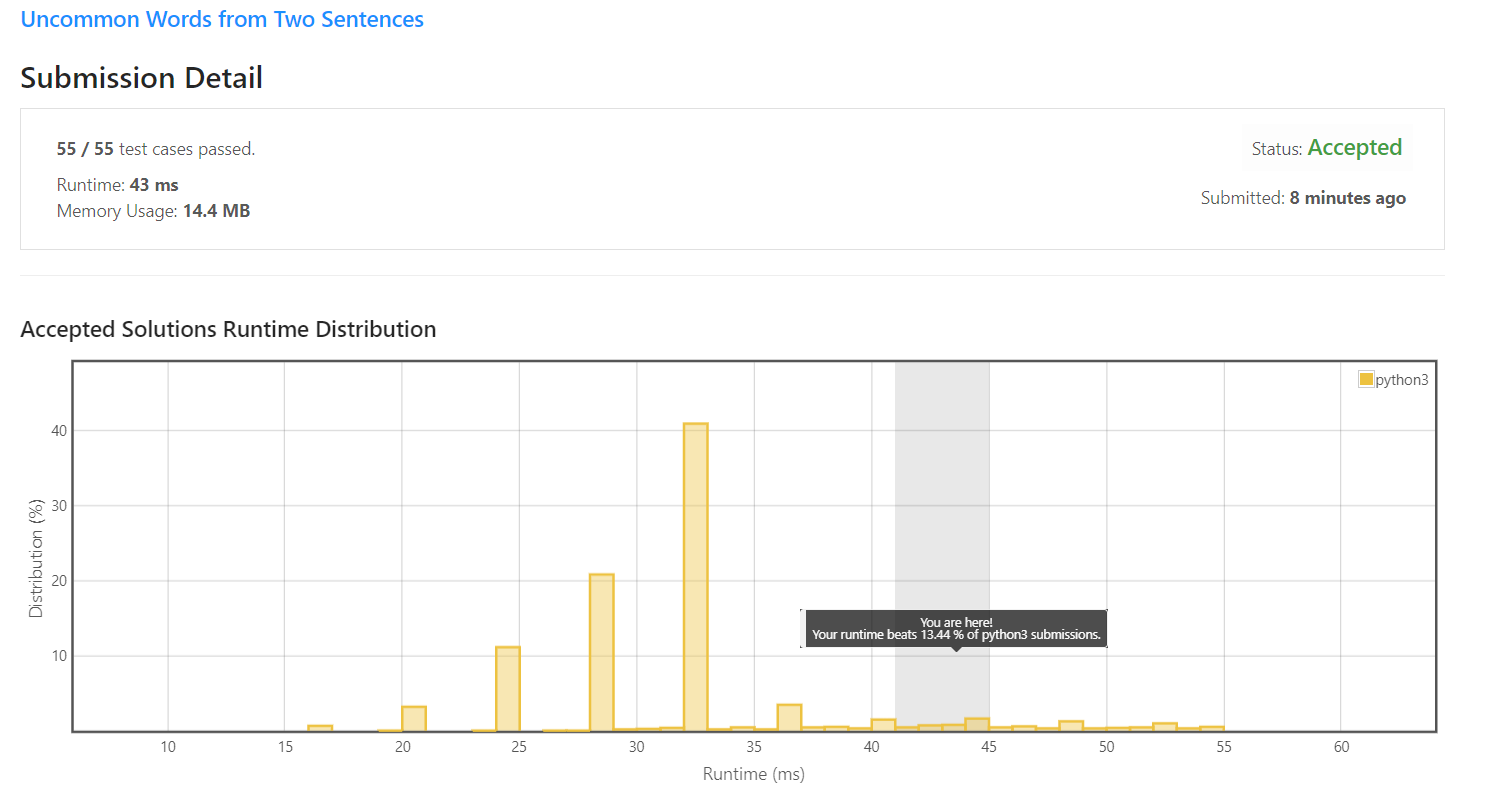 Uncommon Words from Two Sentences
Submission Detail
55 / 55 test cases passed.
Status: Accepted
Runtime: 43 ms
Submitted: 8 minutes ago
Memory Usage: 14.4 MB
Accepted Solutions Runtime Distribution
python3
40
30
20
10
Distribution (%)
You are here!
Your runtime beats 13.44 % of python3 submissions.
10 15 20 25 30 35 40 45 50 55 60
Runtime (ms)